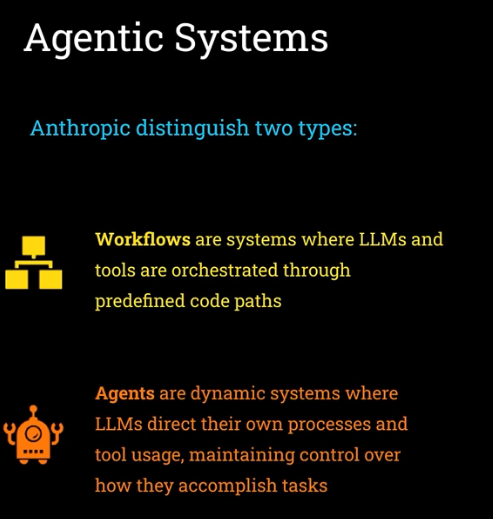 Agentic Systems
Anthropic distinguish two types:
Workflows are systems where LLMs and
tools are orchestrated through
predefined code paths
Agents are dynamic systems where
LLMs direct their own processes and
tool usage, maintaining control over
how they accomplish tasks